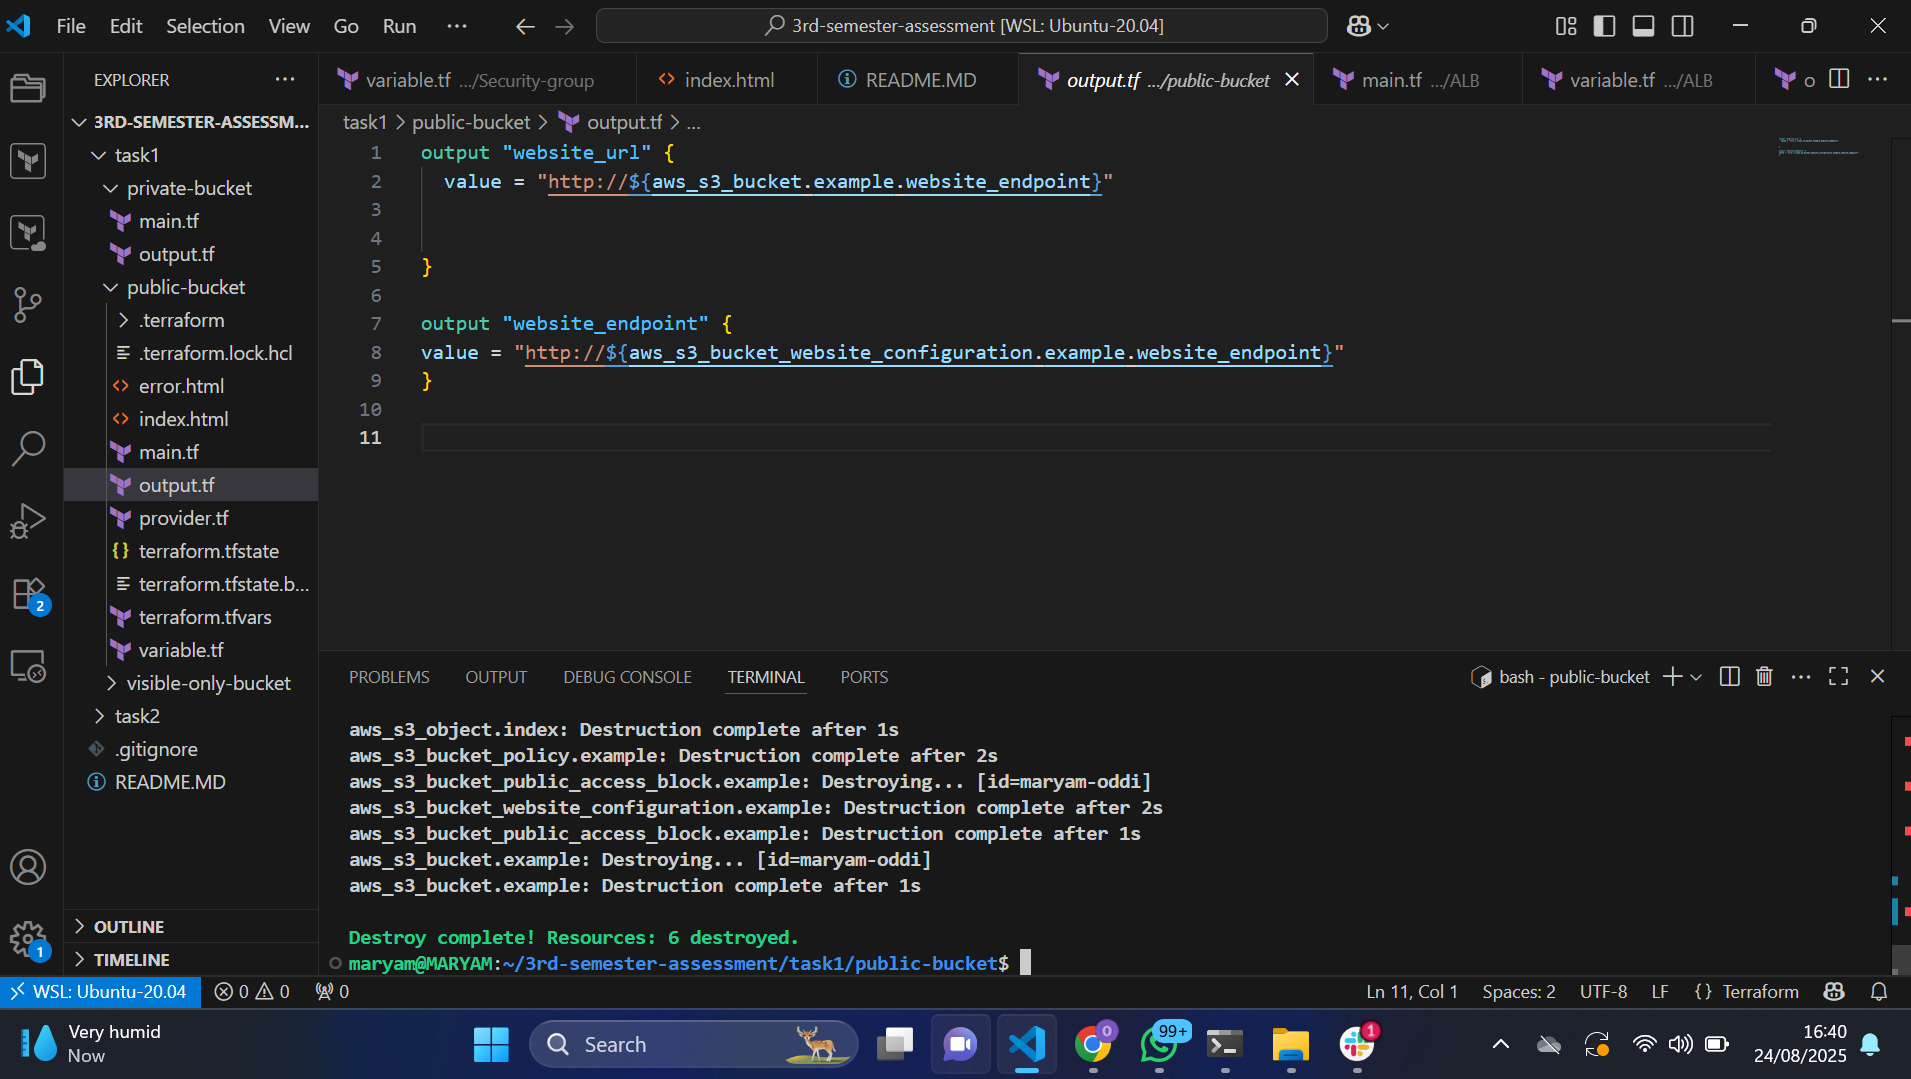 File Edit Selection View Go Run ··· 3rd-semester-assessment [WSL: Ubuntu-20.04]
EXPLORER ···
3RD-SEMESTER-ASSESSM...
task1
private-bucket
main.tf
output.tf
public-bucket
.terraform
.terraform.lock.hcl
error.html
index.html
main.tf
output.tf
provider.tf
{} terraform.tfstate
terraform.tfstate.b...
terraform.tfvars
variable.tf
visible-only-bucket
task2
.gitignore
README.MD
OUTLINE
TIMELINE
2
1
variable.tf .../Security-group index.html README.MD output.tf .../public-bucket main.tf .../ALB variable.tf .../ALB o ···
task1 > public-bucket > output.tf > ...
1 output "website_url" {
2 value = "http://${aws_s3_bucket.example.website_endpoint}"
3
4
5 }
6
7 output "website_endpoint" {
8 value = "http://${aws_s3_bucket_website_configuration.example.website_endpoint}"
9 }
10
11
PROBLEMS OUTPUT DEBUG CONSOLE TERMINAL PORTS bash - public-bucket
aws_s3_object.index: Destruction complete after 1s
aws_s3_bucket_policy.example: Destruction complete after 2s
aws_s3_bucket_public_access_block.example: Destroying... [id=maryam-oddi]
aws_s3_bucket_website_configuration.example: Destruction complete after 2s
aws_s3_bucket_public_access_block.example: Destruction complete after 1s
aws_s3_bucket.example: Destroying... [id=maryam-oddi]
aws_s3_bucket.example: Destruction complete after 1s
Destroy complete! Resources: 6 destroyed.
maryam@MARYAM:~/3rd-semester-assessment/task1/public-bucket$
WSL: Ubuntu-20.04 0 0 0 Ln 11, Col 1 Spaces: 2 UTF-8 LF {} Terraform
Very humid
Now
Search
0
99+
1
16:40
24/08/2025